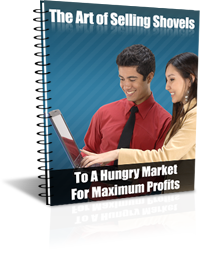 The Art of Selling Shovels
To A Hungry Market
For Maximum Profits